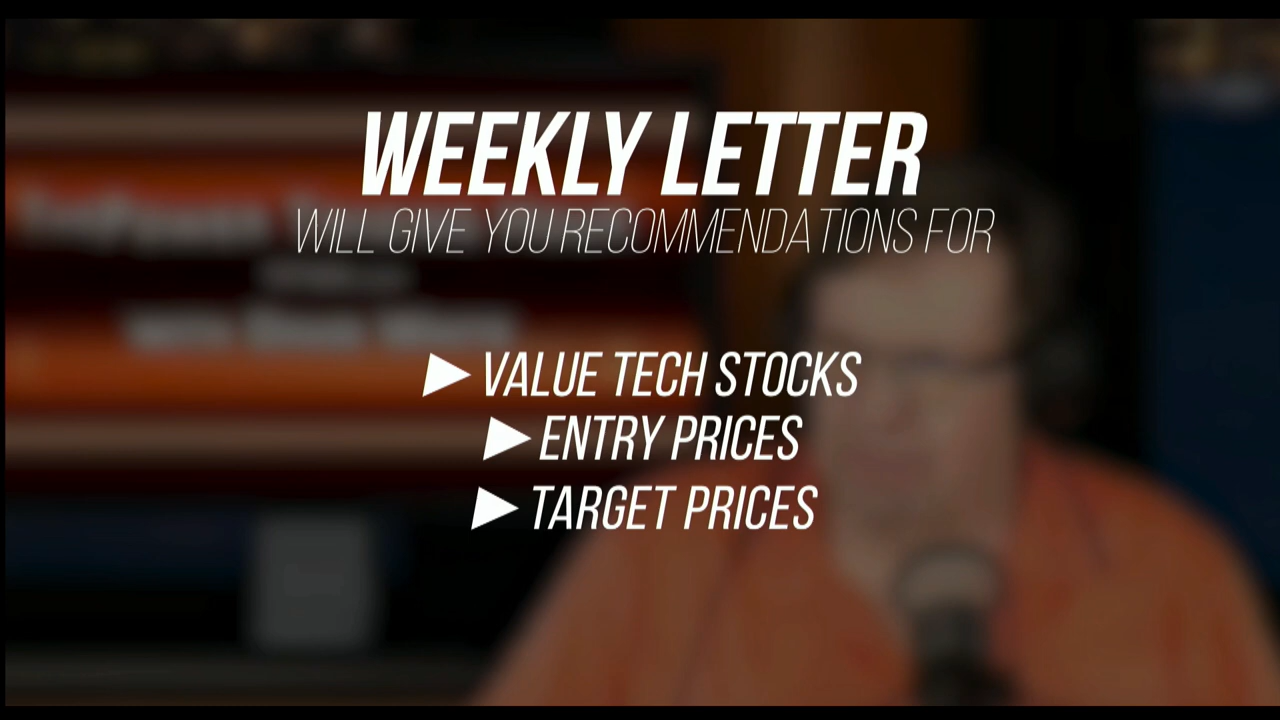 WEEKLY LETTER
WILL GIVE YOU RECOMMENDATIONS FOR
▶ VALUE TECH STOCKS
▶ ENTRY PRICES
▶ TARGET PRICES